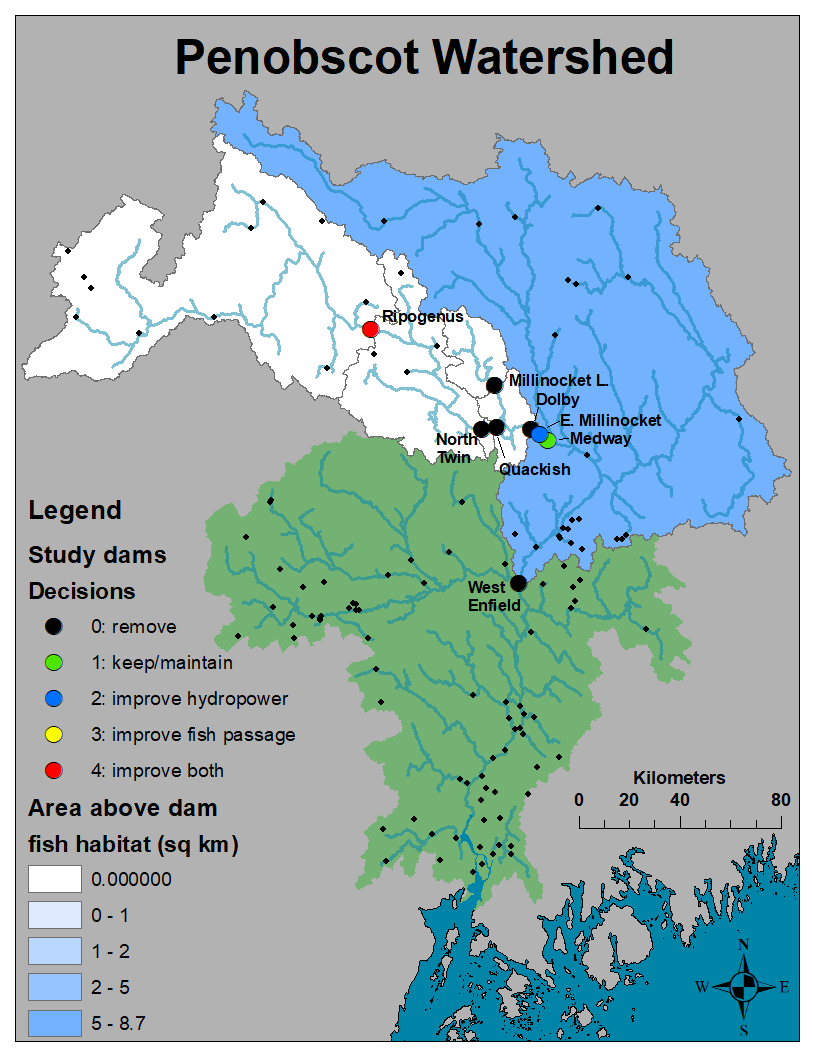 Penobscot Watershed
Ripogenus
Millinocket L.
Dolby
E. Millinocket
Medway
North
Twin
Quackish
West
Enfield
Legend
Study dams
Decisions
0: remove
1: keep/maintain
2: improve hydropower
3: improve fish passage
4: improve both
Area above dam
fish habitat (sq km)
0.000000
0 - 1
1 - 2
2 - 5
5 - 8.7
Kilometers
0 20 40 80
N
W E
S